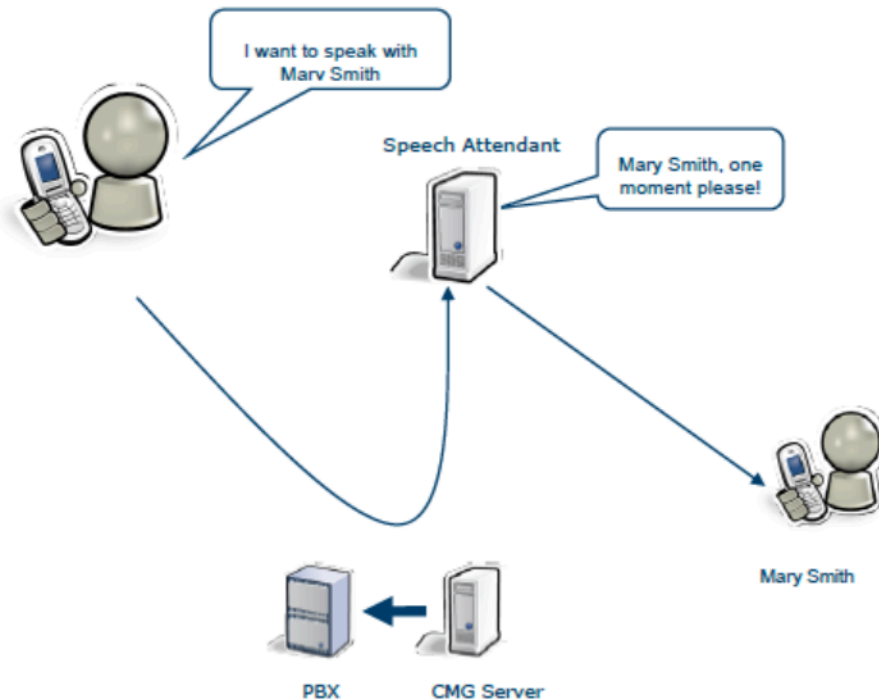 I want to speak with
Mary Smith
Speech Attendant
Mary Smith, one
moment please!
Mary Smith
PBX
CMG Server